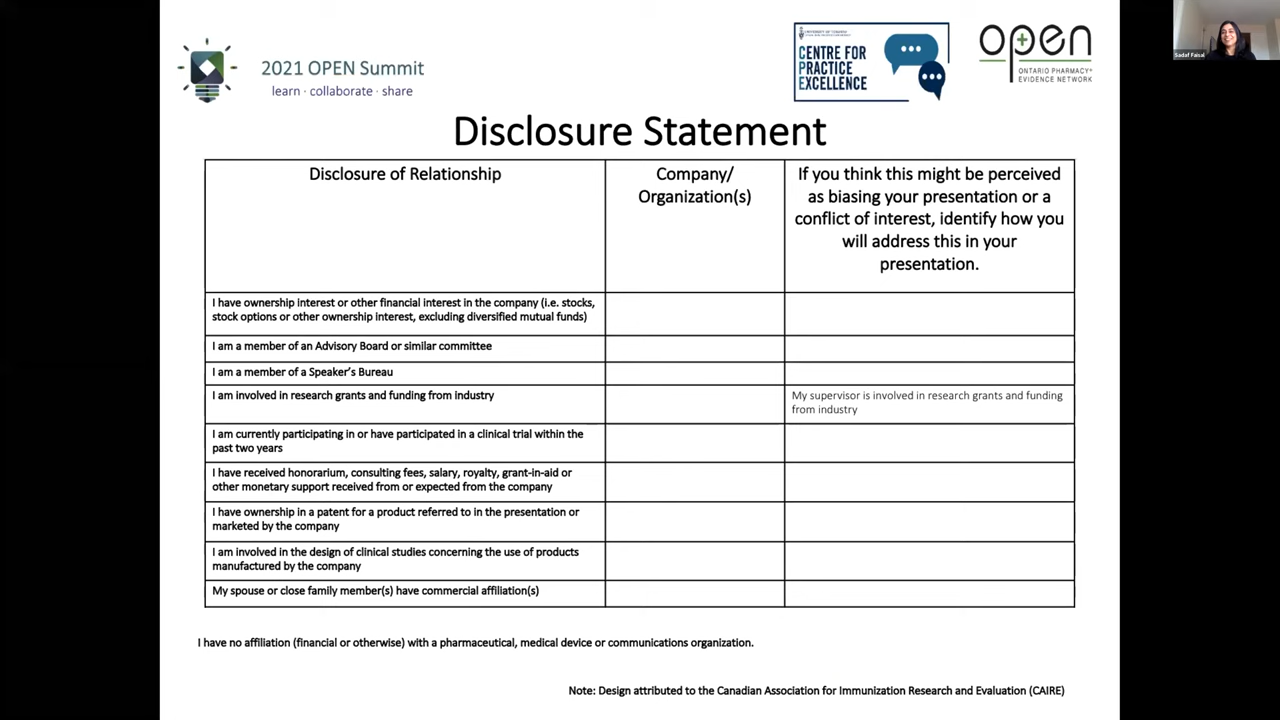 2021 OPEN Summit
learn · collaborate · share
CENTRE FOR
PRACTICE
EXCELLENCE
open
ONTARIO PHARMACY
EVIDENCE NETWORK
Sadaf Faisal
Disclosure Statement
Disclosure of Relationship
Company/
Organization(s)
If you think this might be perceived
as biasing your presentation or a
conflict of interest, identify how you
will address this in your
presentation.
I have ownership interest or other financial interest in the company (i.e. stocks,
stock options or other ownership interest, excluding diversified mutual funds)
I am a member of an Advisory Board or similar committee
I am a member of a Speaker's Bureau
I am involved in research grants and funding from industry
My supervisor is involved in research grants and funding
from industry
I am currently participating in or have participated in a clinical trial within the
past two years
I have received honorarium, consulting fees, salary, royalty, grant-in-aid or
other monetary support received from or expected from the company
I have ownership in a patent for a product referred to in the presentation or
marketed by the company
I am involved in the design of clinical studies concerning the use of products
manufactured by the company
My spouse or close family member(s) have commercial affiliation(s)
I have no affiliation (financial or otherwise) with a pharmaceutical, medical device or communications organization.
Note: Design attributed to the Canadian Association for Immunization Research and Evaluation (CAIRE)